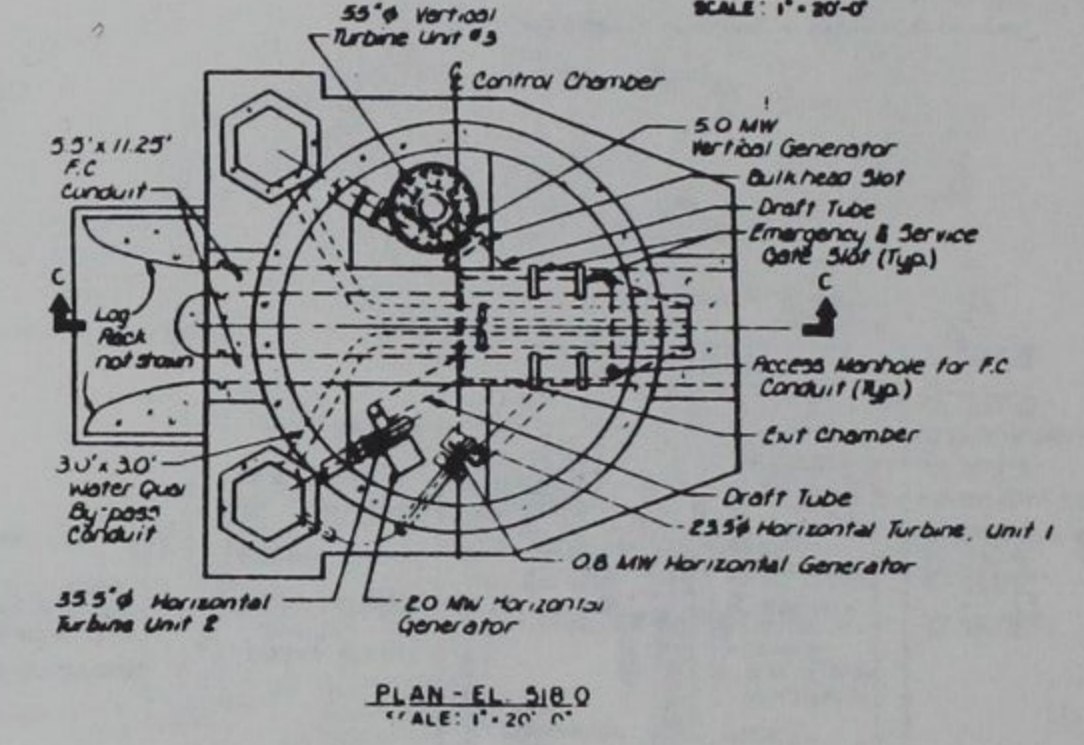 SCALE: 1" = 20'-0"
55"⌀ Vertical
Turbine Unit #3
℄ Control Chamber
5.0 MW
Vertical Generator
Bulkhead Slot
Draft Tube
Emergency & Service
Gate Slot (Typ.)
5.5' x 11.25'
F.C.
Conduit
C
C
Log
Rack
not shown
Access Manhole for F.C.
Conduit (Typ.)
Exit Chamber
3.0' x 3.0'
Water Qual
By-pass
Conduit
Draft Tube
23.5"⌀ Horizontal Turbine, Unit 1
0.8 MW Horizontal Generator
35.5"⌀ Horizontal
Turbine Unit 2
2.0 MW Horizontal
Generator
PLAN - EL. 518.0
SCALE: 1" = 20' 0"